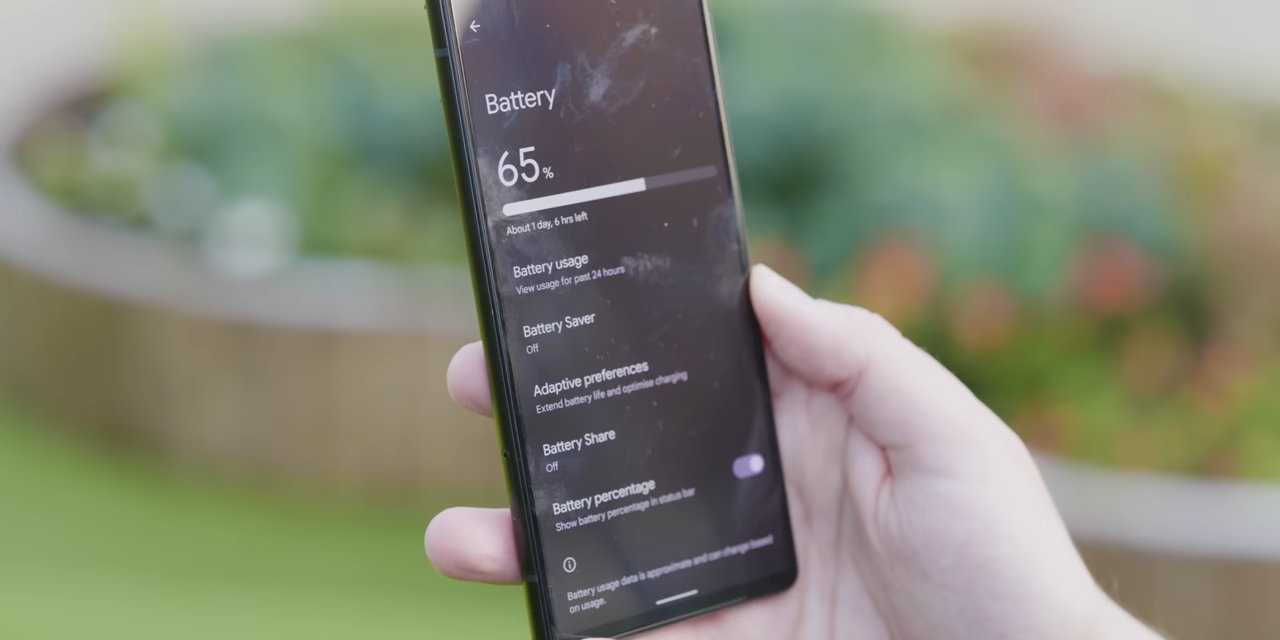 Battery
65%
About 1 day, 6 hrs left
Battery usage
View usage for past 24 hours
Battery Saver
Off
Adaptive preferences
Extend battery life and optimise charging
Battery Share
Off
Battery percentage
Show battery percentage in status bar
Battery usage data is approximate and can change based
on usage.